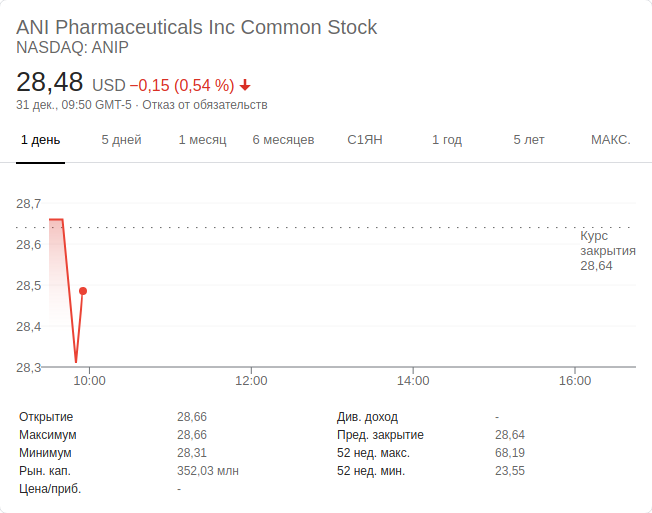 ANI Pharmaceuticals Inc Common Stock
NASDAQ: ANIP
28,48 USD −0,15 (0,54 %)
31 дек., 09:50 GMT-5 · Отказ от обязательств
1 день 5 дней 1 месяц 6 месяцев С1ЯН 1 год 5 лет МАКС.
28,7
28,6
28,5
28,4
28,3
Курс
закрытия
28,64
10:00 12:00 14:00 16:00
Открытие 28,66 Див. доход -
Максимум 28,66 Пред. закрытие 28,64
Минимум 28,31 52 нед. макс. 68,19
Рын. кап. 352,03 млн 52 нед. мин. 23,55
Цена/приб. -